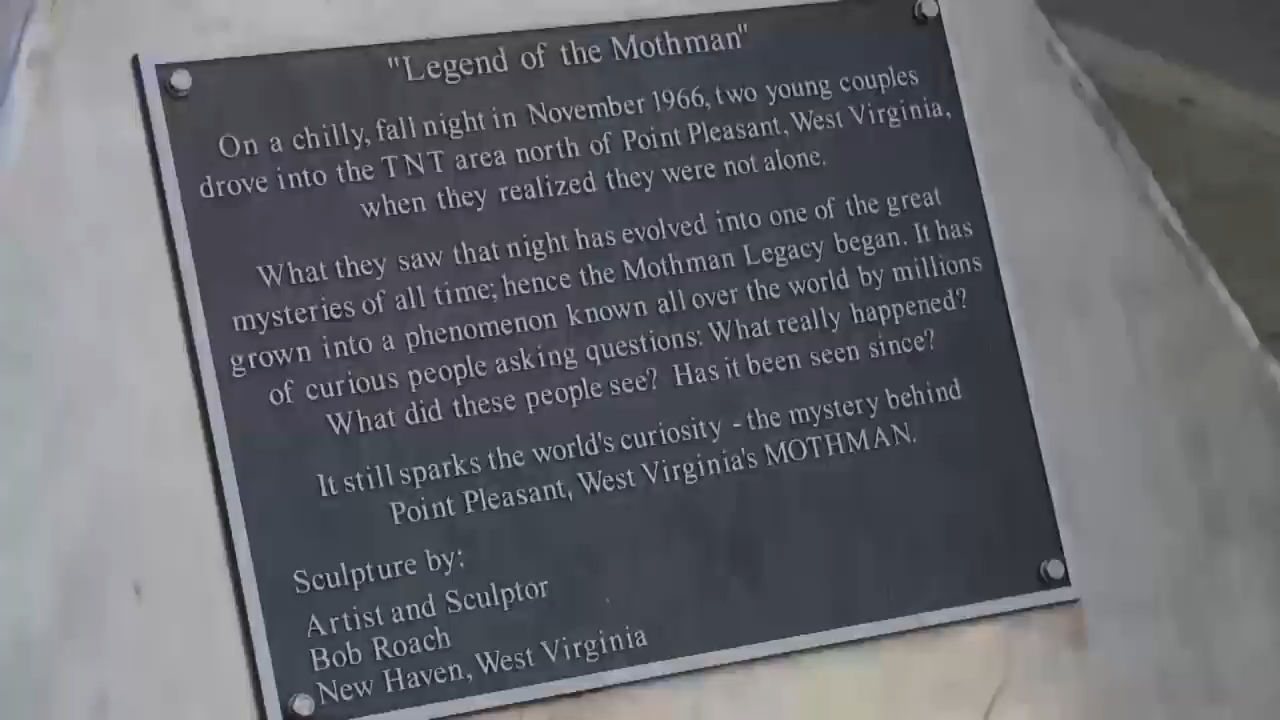 "Legend of the Mothman"
On a chilly, fall night in November 1966, two young couples
drove into the TNT area north of Point Pleasant, West Virginia,
when they realized they were not alone.
What they saw that night has evolved into one of the great
mysteries of all time; hence the Mothman Legacy began. It has
grown into a phenomenon known all over the world by millions
of curious people asking questions: What really happened?
What did these people see? Has it been seen since?
It still sparks the world's curiosity - the mystery behind
Point Pleasant, West Virginia's MOTHMAN.
Sculpture by:
Artist and Sculptor
Bob Roach
New Haven, West Virginia